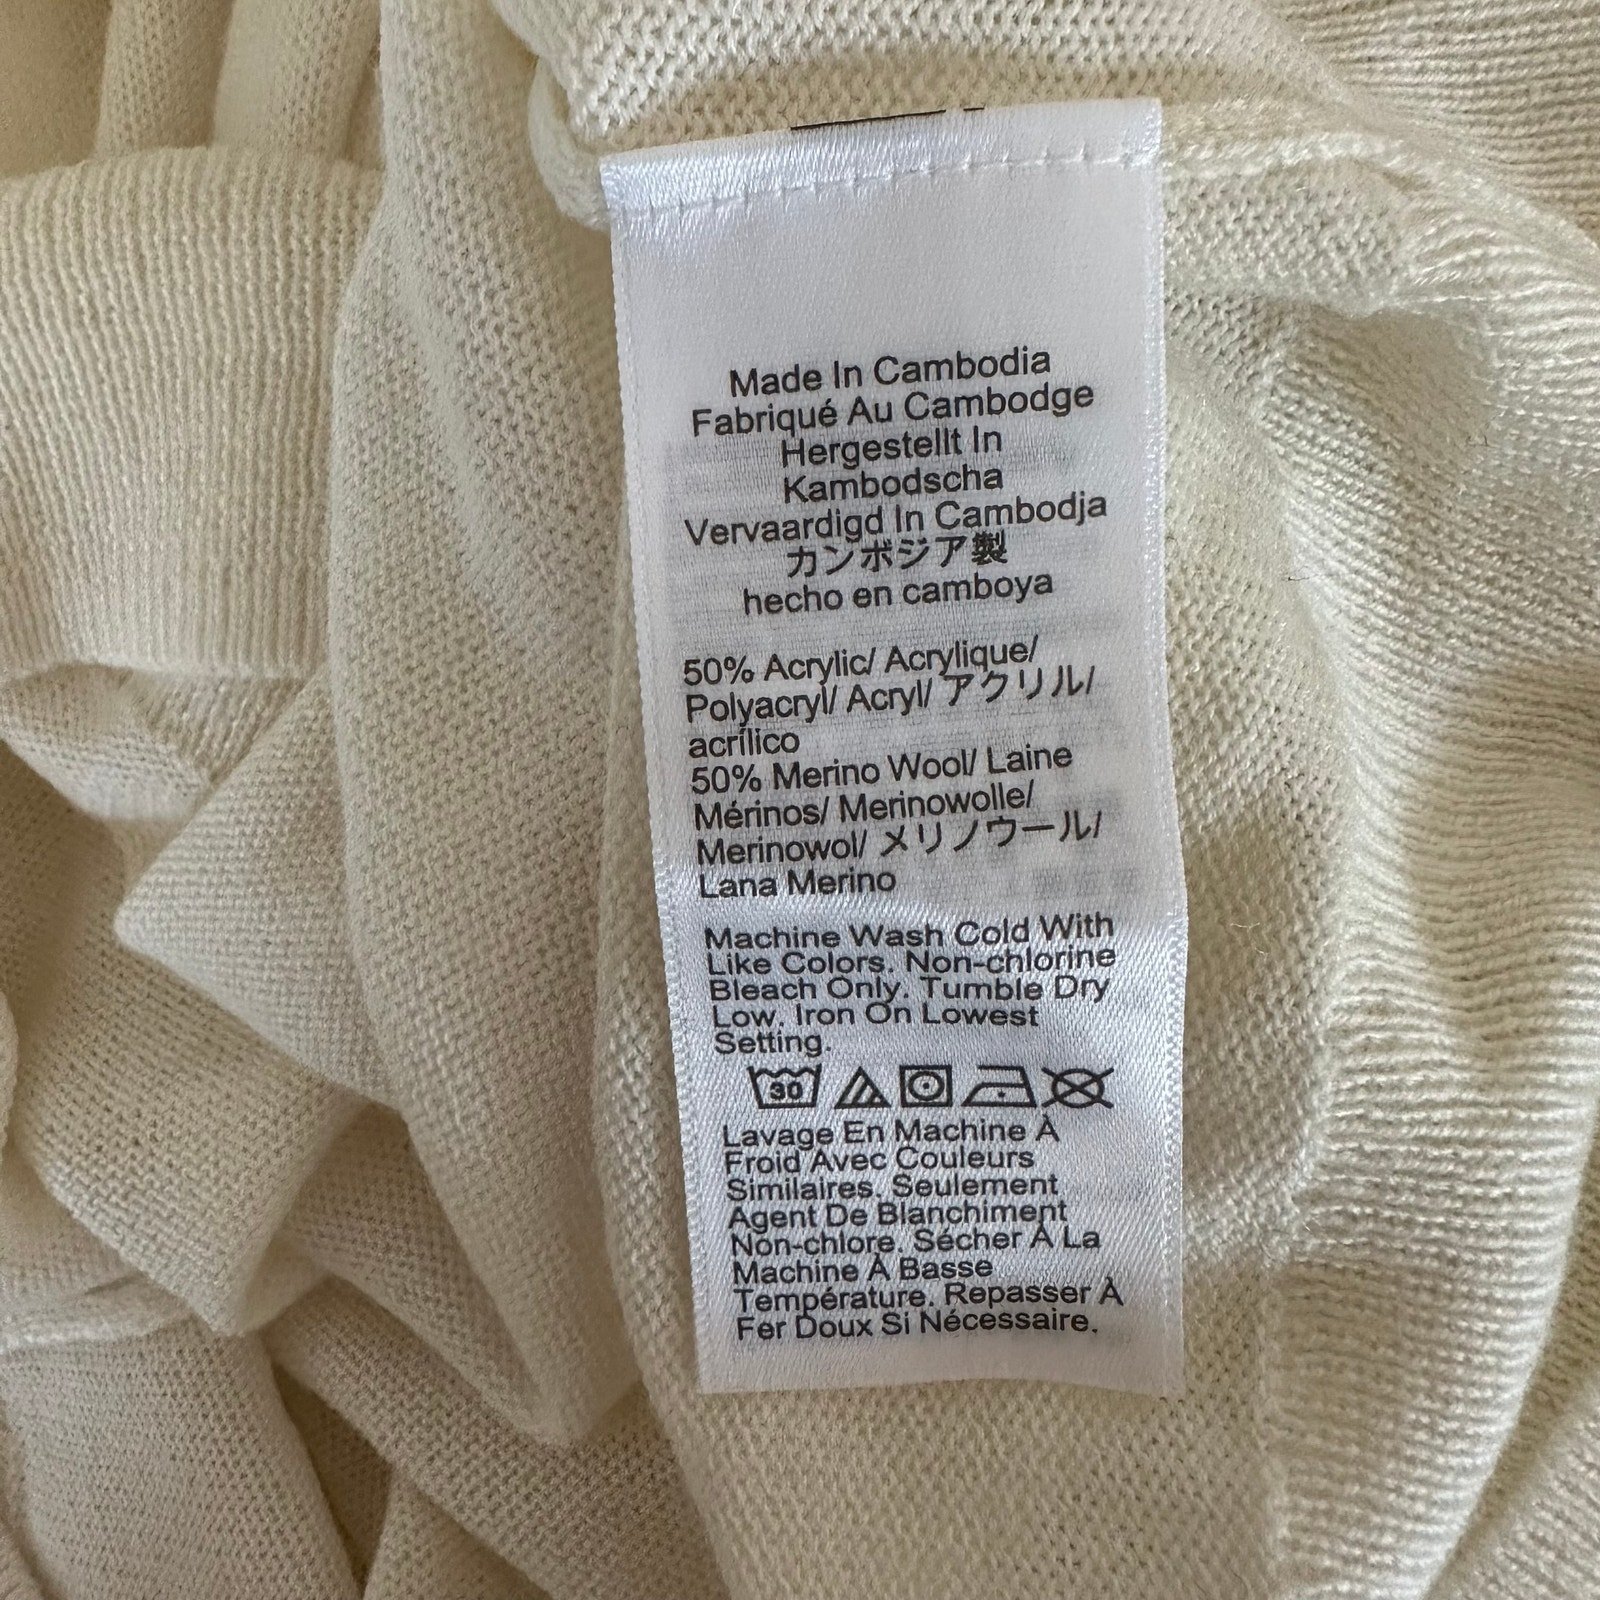 Made In Cambodia
Fabriqué Au Cambodge
Hergestellt In
Kambodscha
Vervaardigd In Cambodja
カンボジア製
hecho en camboya
50% Acrylic/ Acrylique/
Polyacryl/ Acryl/ アクリル/
acrílico
50% Merino Wool/ Laine
Mérinos/ Merinowolle/
Merinowol/ メリノウール/
Lana Merino
Machine Wash Cold With
Like Colors. Non-chlorine
Bleach Only. Tumble Dry
Low. Iron On Lowest
Setting.
30
Lavage En Machine À
Froid Avec Couleurs
Similaires. Seulement
Agent De Blanchiment
Non-chlore. Sécher À La
Machine À Basse
Température. Repasser À
Fer Doux Si Nécessaire.